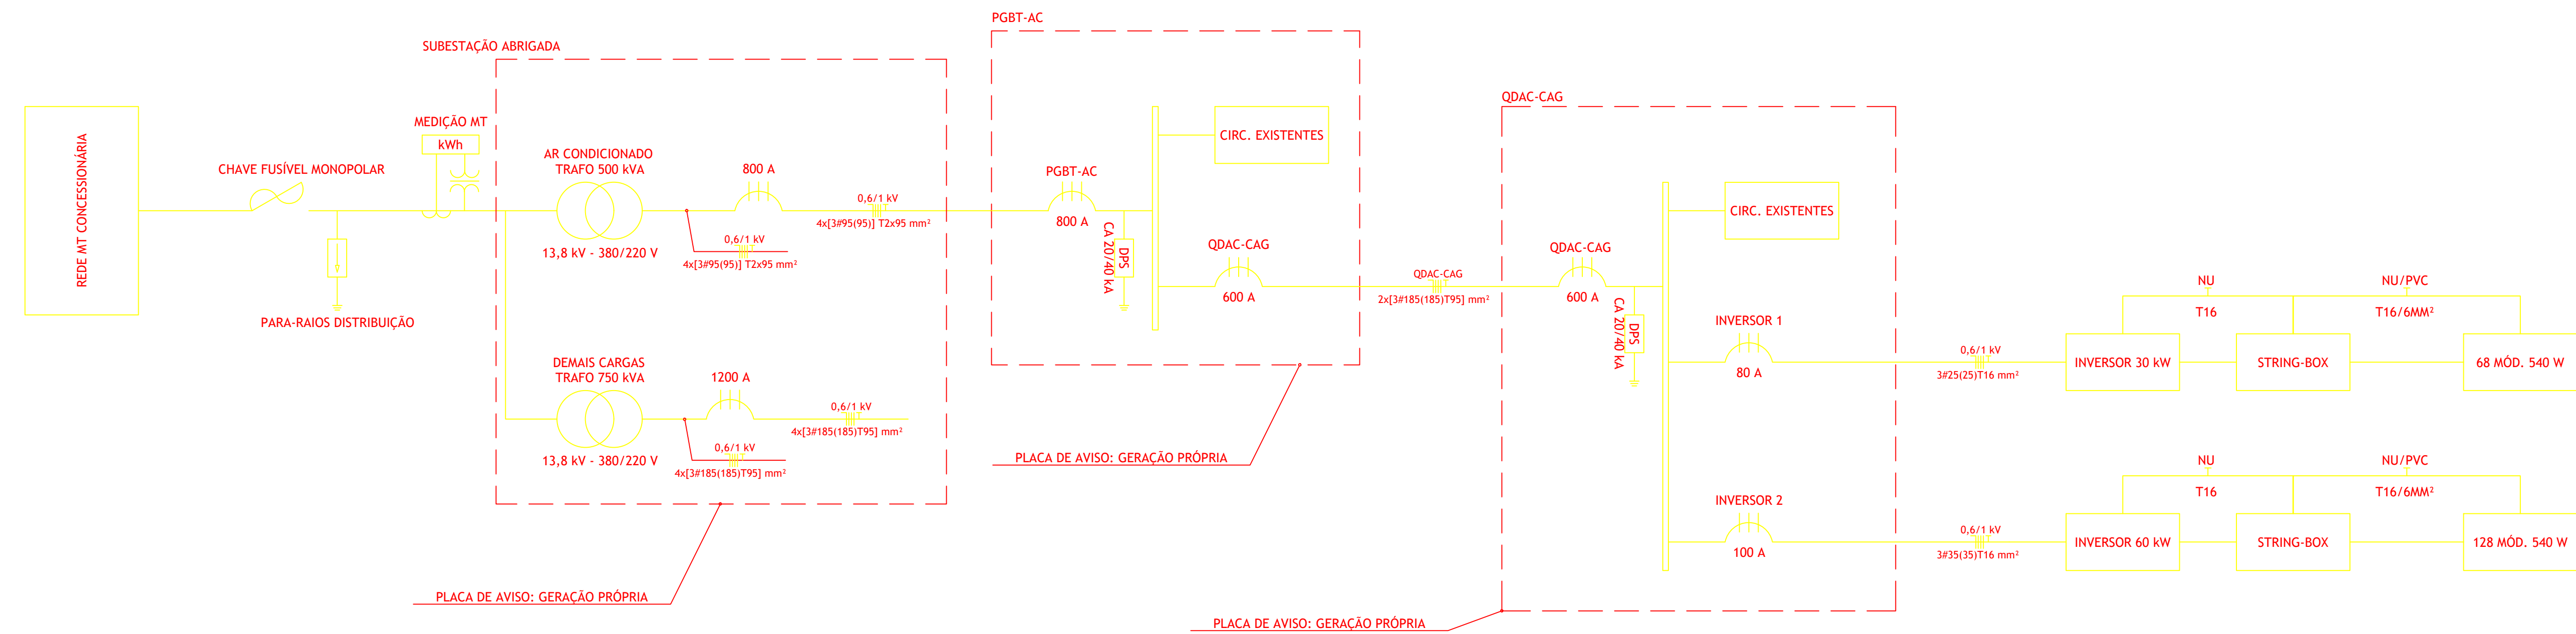 REDE MT CONCESSIONÁRIA
CHAVE FUSÍVEL MONOPOLAR
PARA-RAIOS DISTRIBUIÇÃO
MEDIÇÃO MT
kWh
SUBESTAÇÃO ABRIGADA
AR CONDICIONADO
TRAFO 500 kVA
13,8 kV - 380/220 V
800 A
0,6/1 kV
4x[3#95(95)] T2x95 mm²
0,6/1 kV
4x[3#95(95)] T2x95 mm²
DEMAIS CARGAS
TRAFO 750 kVA
13,8 kV - 380/220 V
1200 A
0,6/1 kV
4x[3#185(185)T95] mm²
0,6/1 kV
4x[3#185(185)T95] mm²
PLACA DE AVISO: GERAÇÃO PRÓPRIA
PGBT-AC
PGBT-AC
800 A
CA 20/40 kA
DPS
CIRC. EXISTENTES
QDAC-CAG
600 A
PLACA DE AVISO: GERAÇÃO PRÓPRIA
QDAC-CAG
2x[3#185(185)T95] mm²
QDAC-CAG
QDAC-CAG
600 A
CA 20/40 kA
DPS
CIRC. EXISTENTES
INVERSOR 1
80 A
INVERSOR 2
100 A
PLACA DE AVISO: GERAÇÃO PRÓPRIA
0,6/1 kV
3#25(25)T16 mm²
NU
T16
NU/PVC
T16/6MM²
INVERSOR 30 kW
STRING-BOX
68 MÓD. 540 W
0,6/1 kV
3#35(35)T16 mm²
NU
T16
NU/PVC
T16/6MM²
INVERSOR 60 kW
STRING-BOX
128 MÓD. 540 W